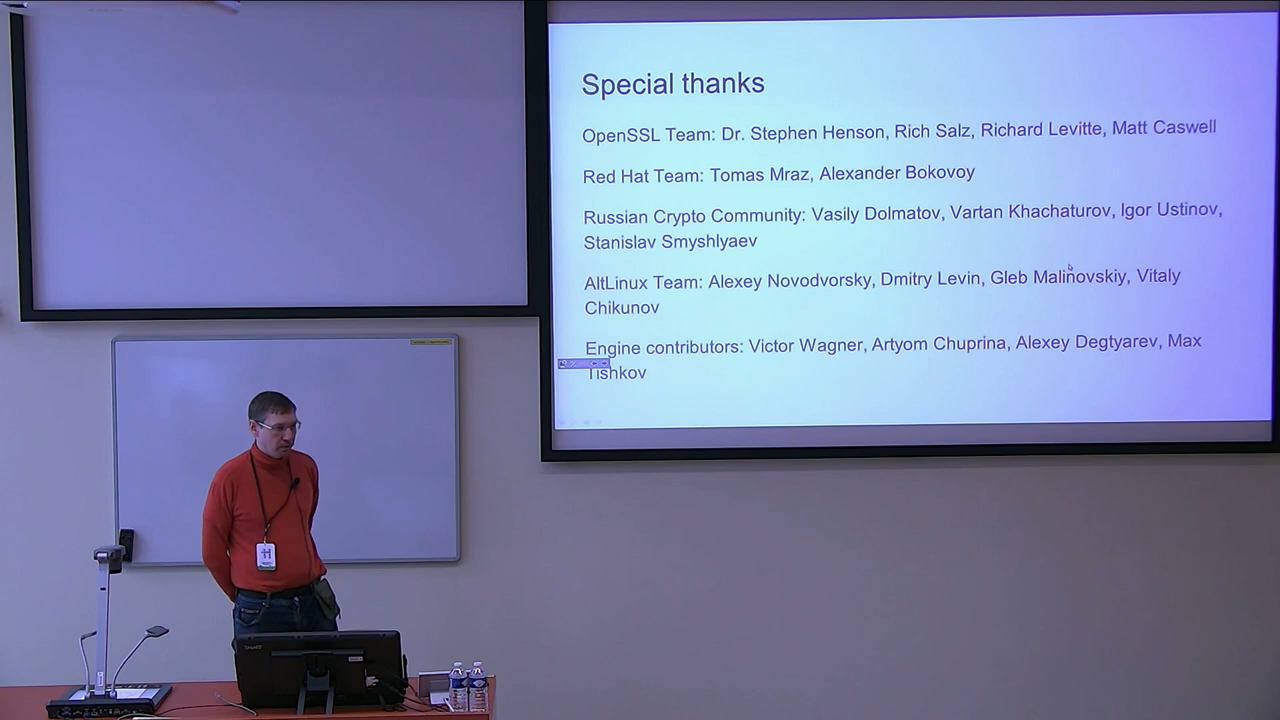 Special thanks
OpenSSL Team: Dr. Stephen Henson, Rich Salz, Richard Levitte, Matt Caswell
Red Hat Team: Tomas Mraz, Alexander Bokovoy
Russian Crypto Community: Vasily Dolmatov, Vartan Khachaturov, Igor Ustinov,
Stanislav Smyshlyaev
AltLinux Team: Alexey Novodvorsky, Dmitry Levin, Gleb Malinovskiy, Vitaly
Chikunov
Engine contributors: Victor Wagner, Artyom Chuprina, Alexey Degtyarev, Max
Tishkov